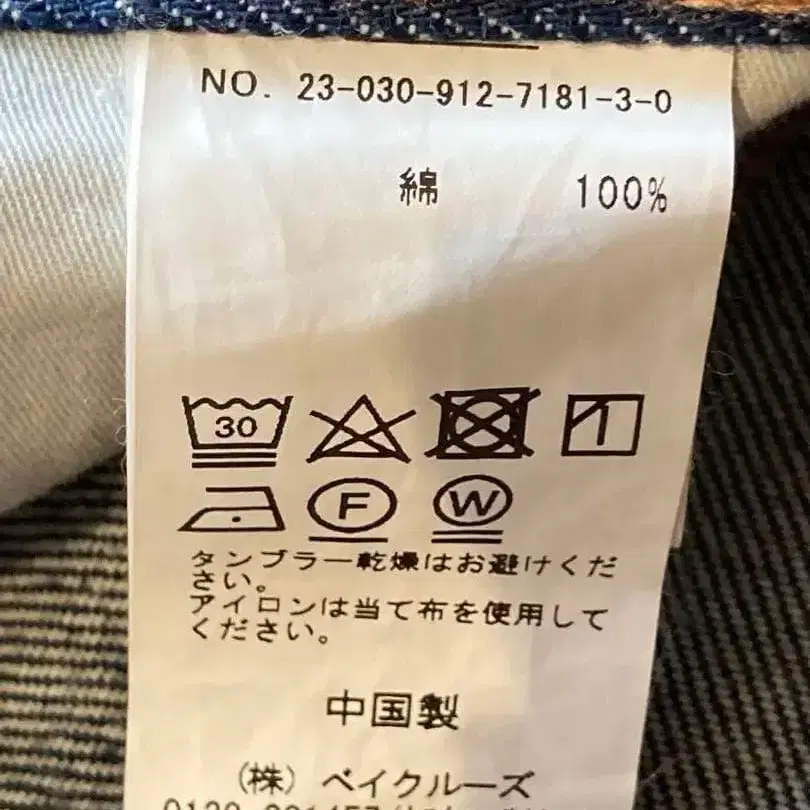 NO. 23-030-912-7181-3-0
綿 100%
30
F W
タンブラー乾燥はお避けくだ
さい。
アイロンは当て布を使用して
ください。
中国製
(株) ベイクルーズ